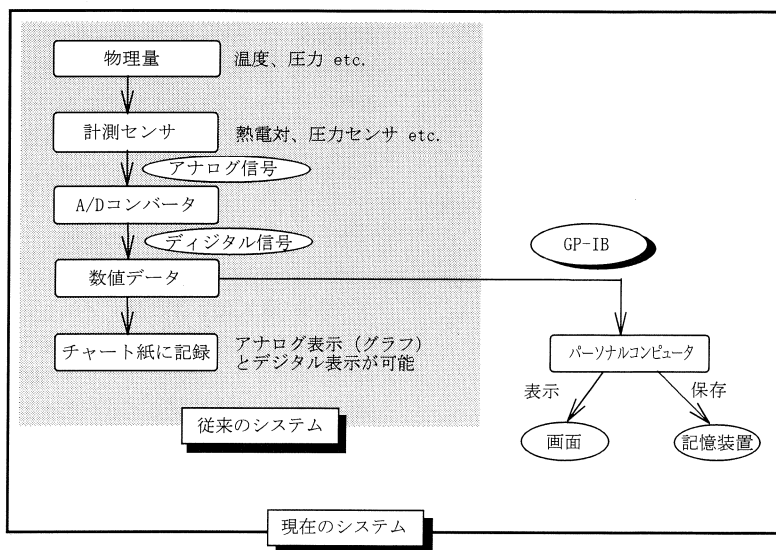 物理量
温度、圧力 etc.
計測センサ
熱電対、圧力センサ etc.
アナログ信号
A/Dコンバータ
ディジタル信号
数値データ
GP-IB
チャート紙に記録
アナログ表示 (グラフ)
とデジタル表示が可能
パーソナルコンピュータ
表示
保存
画面
記憶装置
従来のシステム
現在のシステム